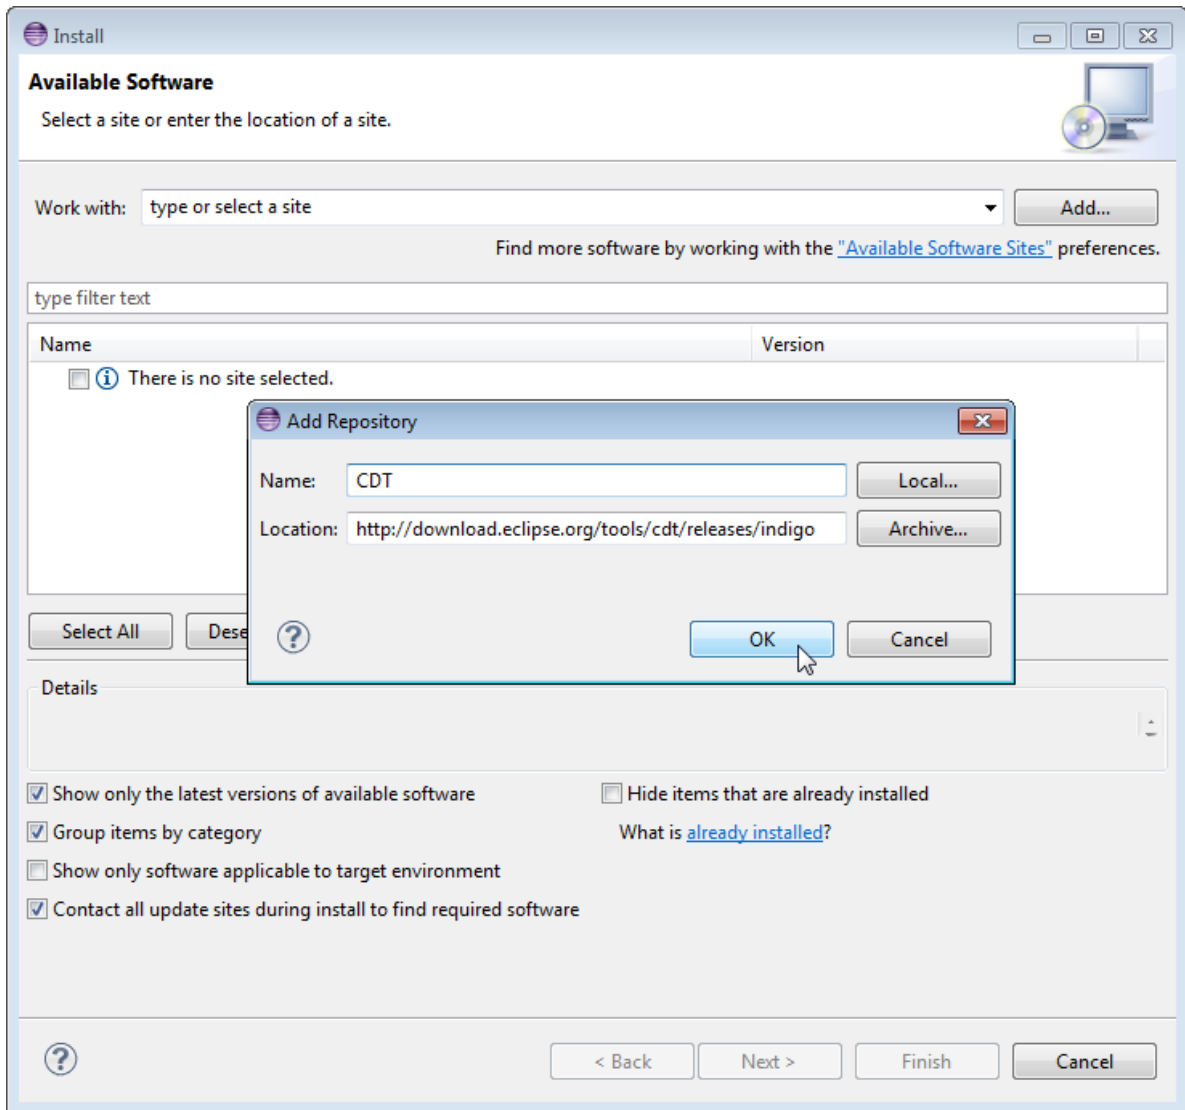 Install
Available Software
Select a site or enter the location of a site.
Work with: type or select a site Add...
Find more software by working with the "Available Software Sites" preferences.
type filter text
Name Version
There is no site selected.
Add Repository
Name: CDT Local...
Location: http://download.eclipse.org/tools/cdt/releases/indigo Archive...
? OK Cancel
Select All Dese
Details
Show only the latest versions of available software Hide items that are already installed
Group items by category What is already installed?
Show only software applicable to target environment
Contact all update sites during install to find required software
? < Back Next > Finish Cancel